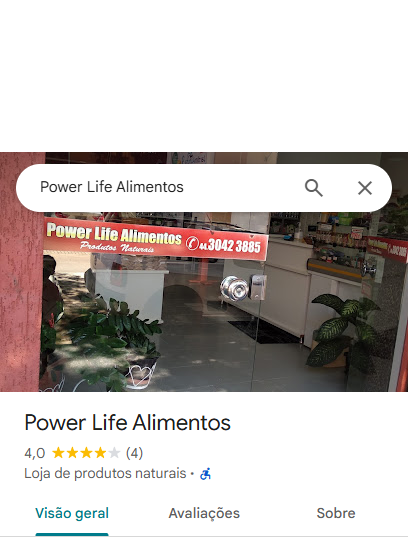 Power Life Alimentos
Power Life Alimentos
Produtos Naturais
3042 3885
Power Life Alimentos
4,0 (4)
Loja de produtos naturais ·
Visão geral
Avaliações
Sobre